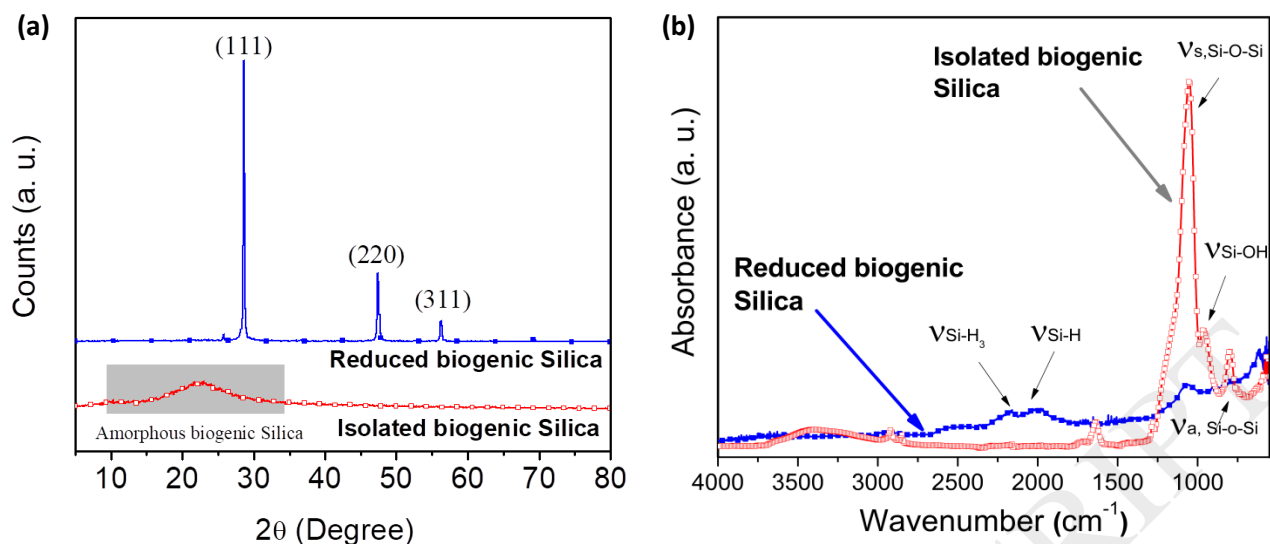 (a)
(111)
(220)
(311)
Reduced biogenic Silica
Amorphous biogenic Silica
Isolated biogenic Silica
Counts (a. u.)
10 20 30 40 50 60 70 80
2θ (Degree)
(b)
Isolated biogenic
Silica
νs,Si-O-Si
νSi-OH
Reduced biogenic
Silica
νSi-H3
νSi-H
νa, Si-o-Si
Absorbance (a. u.)
4000 3500 3000 2500 2000 1500 1000
Wavenumber (cm-1)
RIPT